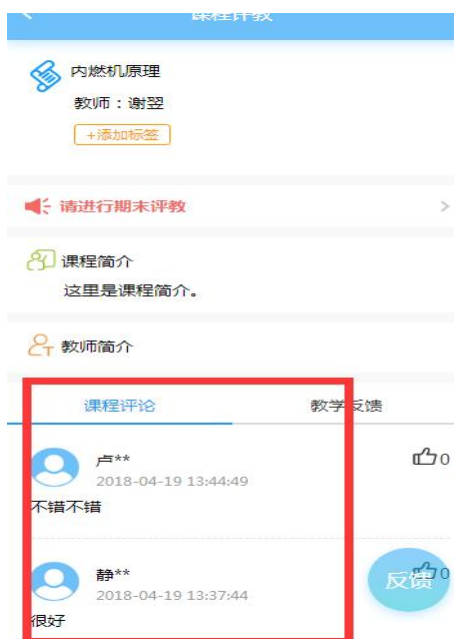 课程评教
内燃机原理
教师：谢翌
+添加标签
请进行期末评教
课程简介
这里是课程简介。
教师简介
课程评论 教学反馈
卢** 0
2018-04-19 13:44:49
不错不错
静** 0
2018-04-19 13:37:44
反馈
很好